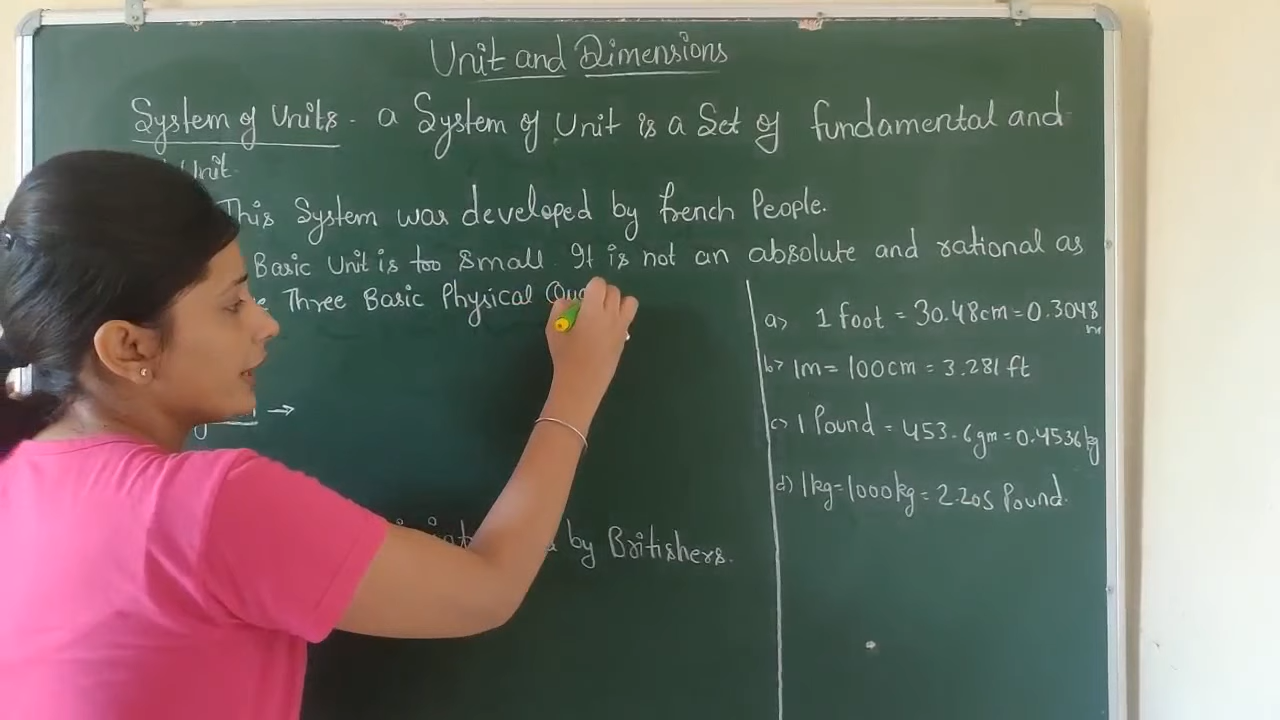 Unit and Dimensions
System of Units - a System of Unit is a Set of fundamental and
Unit.
This System was developed by french People.
Basic Unit is too small. It is not an absolute and rational as
Three Basic Physical Qua
→
by Britishers.
a> 1 foot = 30.48cm = 0.3048
b> 1m = 100cm = 3.281 ft
c> 1 Pound = 453.6gm = 0.4536kg
d) 1kg = 1000kg = 2.205 Pound.